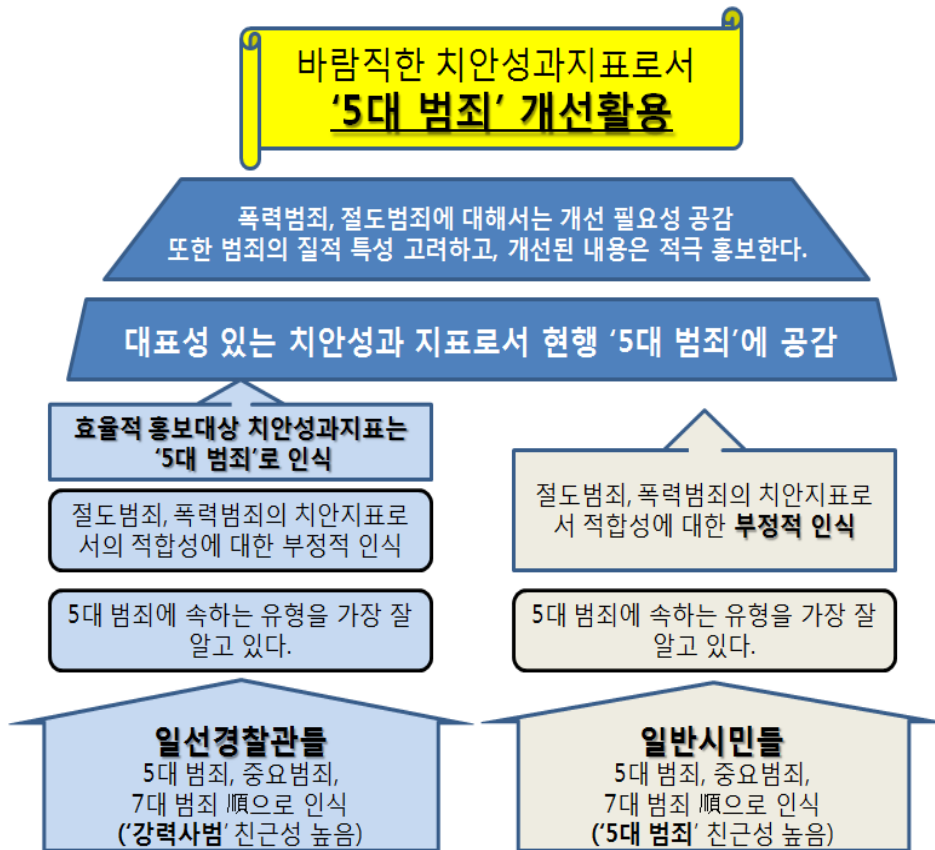 바람직한 치안성과지표로서
‘5대 범죄’ 개선활용
폭력범죄, 절도범죄에 대해서는 개선 필요성 공감
또한 범죄의 질적 특성 고려하고, 개선된 내용은 적극 홍보한다.
대표성 있는 치안성과 지표로서 현행 ‘5대 범죄’에 공감
효율적 홍보대상 치안성과지표는
‘5대 범죄’로 인식
절도범죄, 폭력범죄의 치안지표로
서의 적합성에 대한 부정적 인식
5대 범죄에 속하는 유형을 가장 잘
알고 있다.
일선경찰관들
5대 범죄, 중요범죄,
7대 범죄 順으로 인식
(‘강력사범’ 친근성 높음)
절도범죄, 폭력범죄의 치안지표로
서 적합성에 대한 부정적 인식
5대 범죄에 속하는 유형을 가장 잘
알고 있다.
일반시민들
5대 범죄, 중요범죄,
7대 범죄 順으로 인식
(‘5대 범죄’ 친근성 높음)